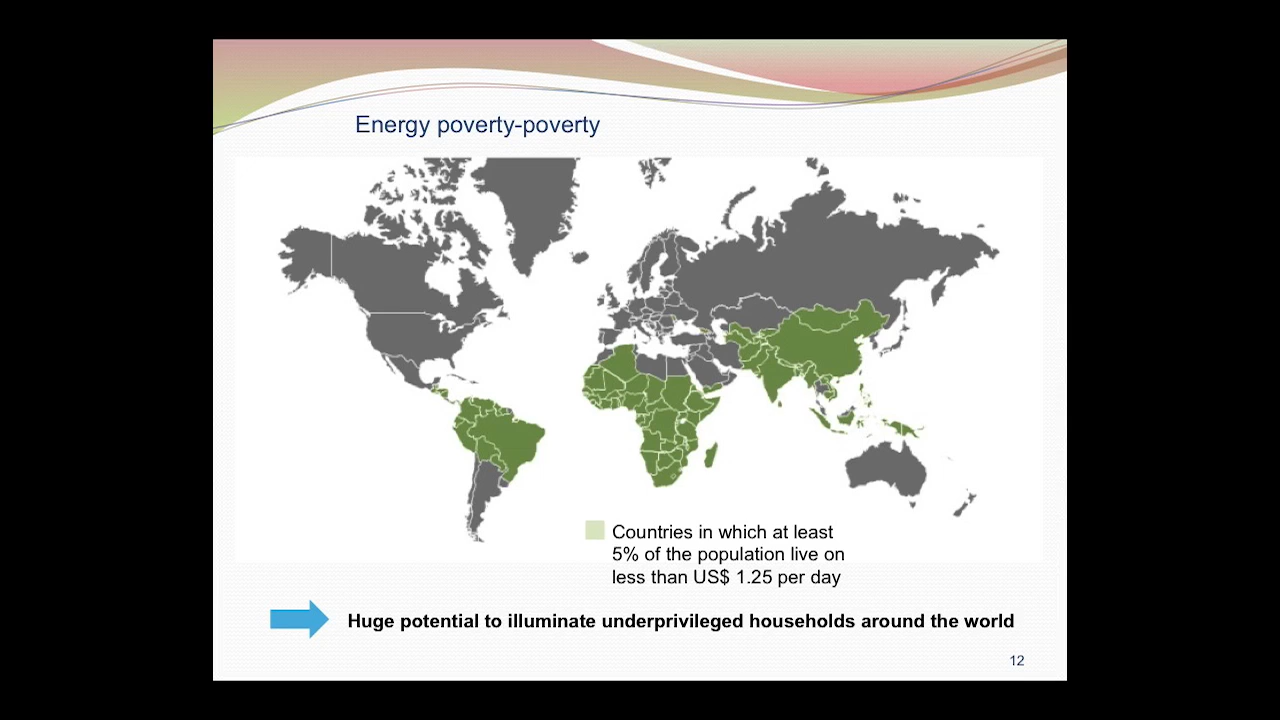 Energy poverty-poverty
Countries in which at least
5% of the population live on
less than US$ 1.25 per day
Huge potential to illuminate underprivileged households around the world
12